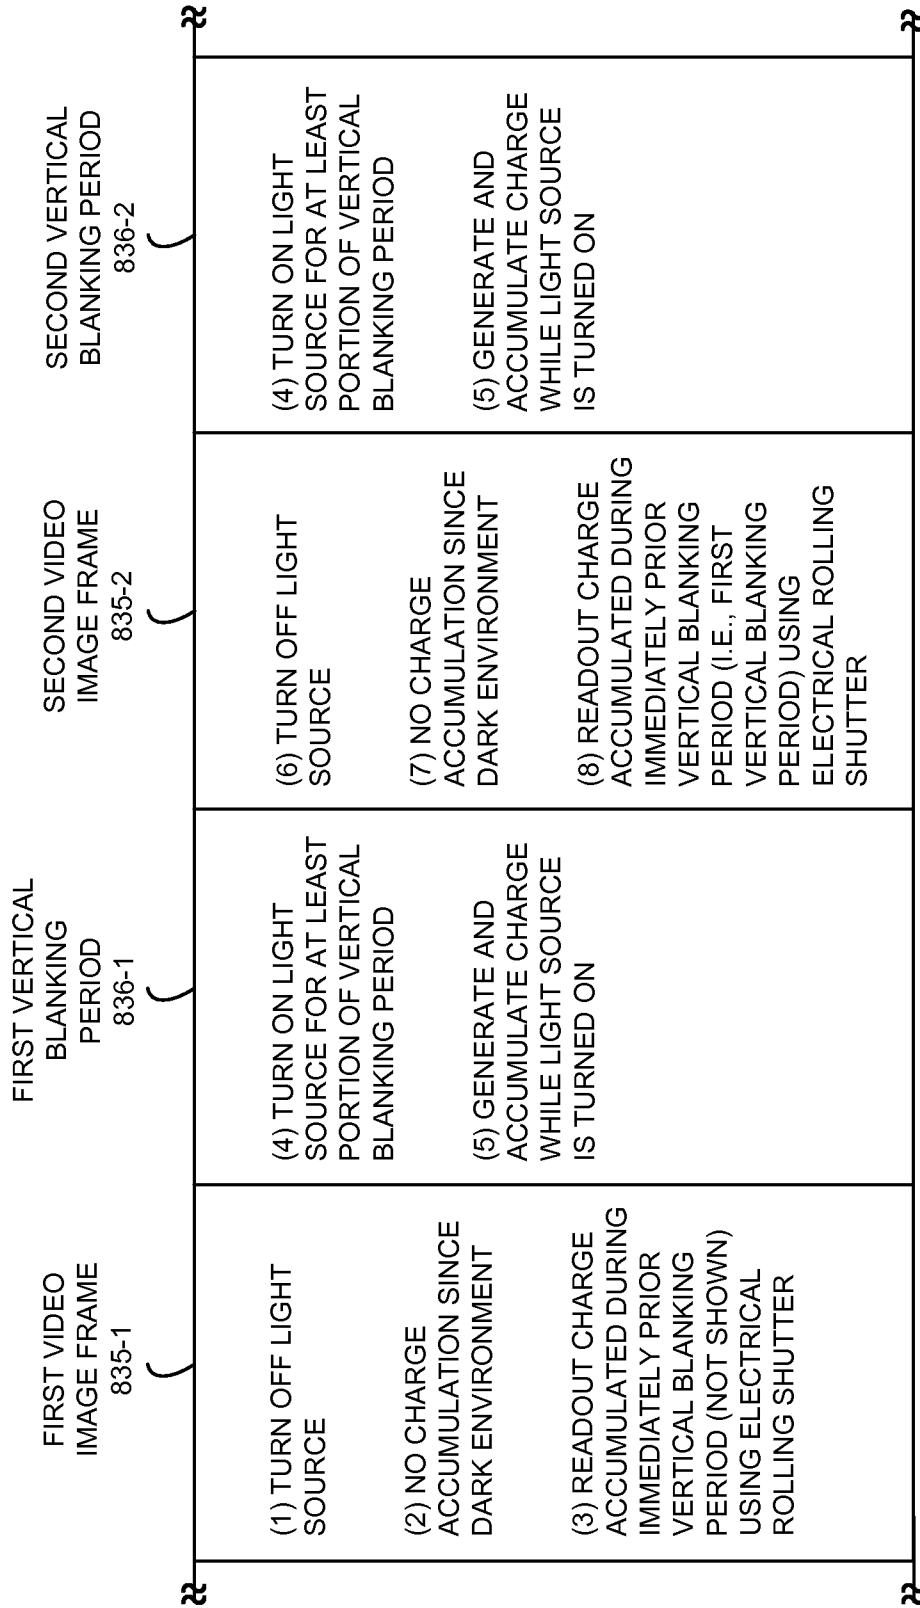 FIRST VIDEO
IMAGE FRAME
835-1
(1) TURN OFF LIGHT
SOURCE
(2) NO CHARGE
ACCUMULATION SINCE
DARK ENVIRONMENT
(3) READOUT CHARGE
ACCUMULATED DURING
IMMEDIATELY PRIOR
VERTICAL BLANKING
PERIOD (NOT SHOWN)
USING ELECTRICAL
ROLLING SHUTTER
FIRST VERTICAL
BLANKING
PERIOD
836-1
(4) TURN ON LIGHT
SOURCE FOR AT LEAST
PORTION OF VERTICAL
BLANKING PERIOD
(5) GENERATE AND
ACCUMULATE CHARGE
WHILE LIGHT SOURCE
IS TURNED ON
SECOND VIDEO
IMAGE FRAME
835-2
(6) TURN OFF LIGHT
SOURCE
(7) NO CHARGE
ACCUMULATION SINCE
DARK ENVIRONMENT
(8) READOUT CHARGE
ACCUMULATED DURING
IMMEDIATELY PRIOR
VERTICAL BLANKING
PERIOD (I.E., FIRST
VERTICAL BLANKING
PERIOD) USING
ELECTRICAL ROLLING
SHUTTER
SECOND VERTICAL
BLANKING PERIOD
836-2
(4) TURN ON LIGHT
SOURCE FOR AT LEAST
PORTION OF VERTICAL
BLANKING PERIOD
(5) GENERATE AND
ACCUMULATE CHARGE
WHILE LIGHT SOURCE
IS TURNED ON